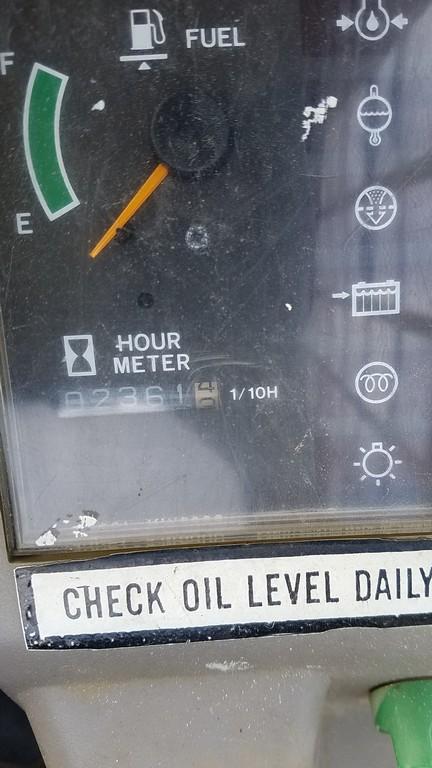 FUEL
F
E
HOUR
METER
02361 1/10H
CHECK OIL LEVEL DAILY